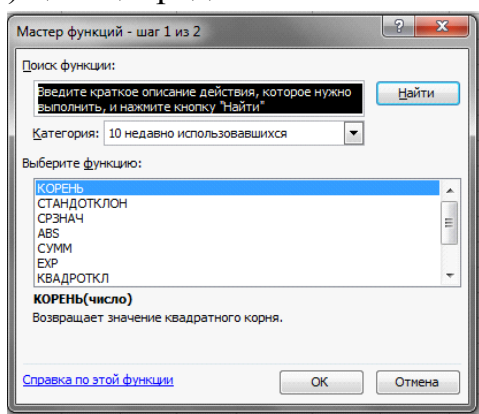 Мастер функций - шаг 1 из 2
Поиск функции:
Введите краткое описание действия, которое нужно
выполнить, и нажмите кнопку "Найти"
Найти
Категория: 10 недавно использовавшихся
Выберите функцию:
КОРЕНЬ
СТАНДОТКЛОН
СРЗНАЧ
ABS
СУММ
EXP
КВАДРОТКЛ
КОРЕНЬ(число)
Возвращает значение квадратного корня.
Справка по этой функции
ОК
Отмена